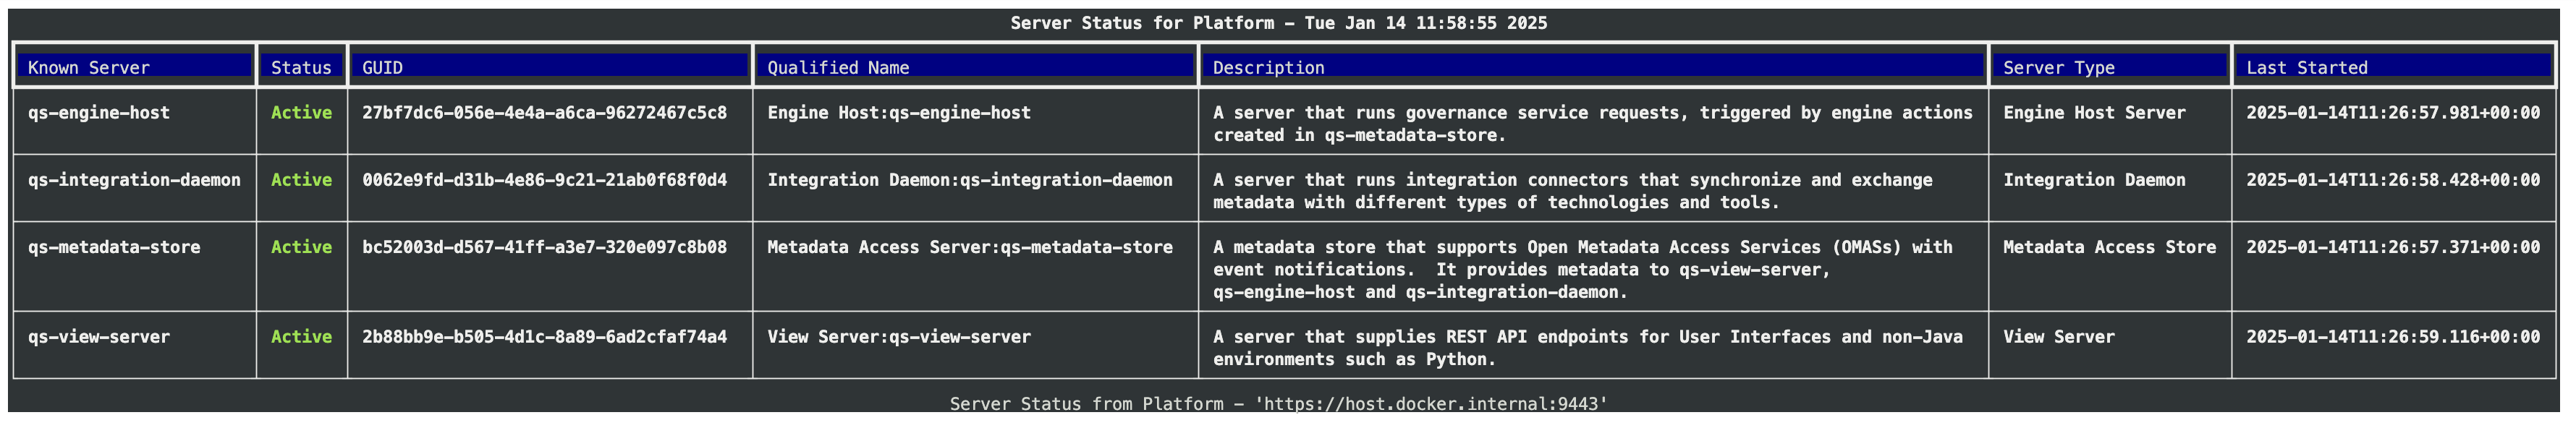 Server Status for Platform - Tue Jan 14 11:58:55 2025
Known Server Status GUID Qualified Name Description Server Type Last Started
qs-engine-host Active 27bf7dc6-056e-4e4a-a6ca-96272467c5c8 Engine Host:qs-engine-host A server that runs governance service requests, triggered by engine actions Engine Host Server 2025-01-14T11:26:57.981+00:00
created in qs-metadata-store.
qs-integration-daemon Active 0062e9fd-d31b-4e86-9c21-21ab0f68f0d4 Integration Daemon:qs-integration-daemon A server that runs integration connectors that synchronize and exchange Integration Daemon 2025-01-14T11:26:58.428+00:00
metadata with different types of technologies and tools.
qs-metadata-store Active bc52003d-d567-41ff-a3e7-320e097c8b08 Metadata Access Server:qs-metadata-store A metadata store that supports Open Metadata Access Services (OMASs) with Metadata Access Store 2025-01-14T11:26:57.371+00:00
event notifications.  It provides metadata to qs-view-server,
qs-engine-host and qs-integration-daemon.
qs-view-server Active 2b88bb9e-b505-4d1c-8a89-6ad2cfaf74a4 View Server:qs-view-server A server that supplies REST API endpoints for User Interfaces and non-Java View Server 2025-01-14T11:26:59.116+00:00
environments such as Python.
Server Status from Platform - 'https://host.docker.internal:9443'